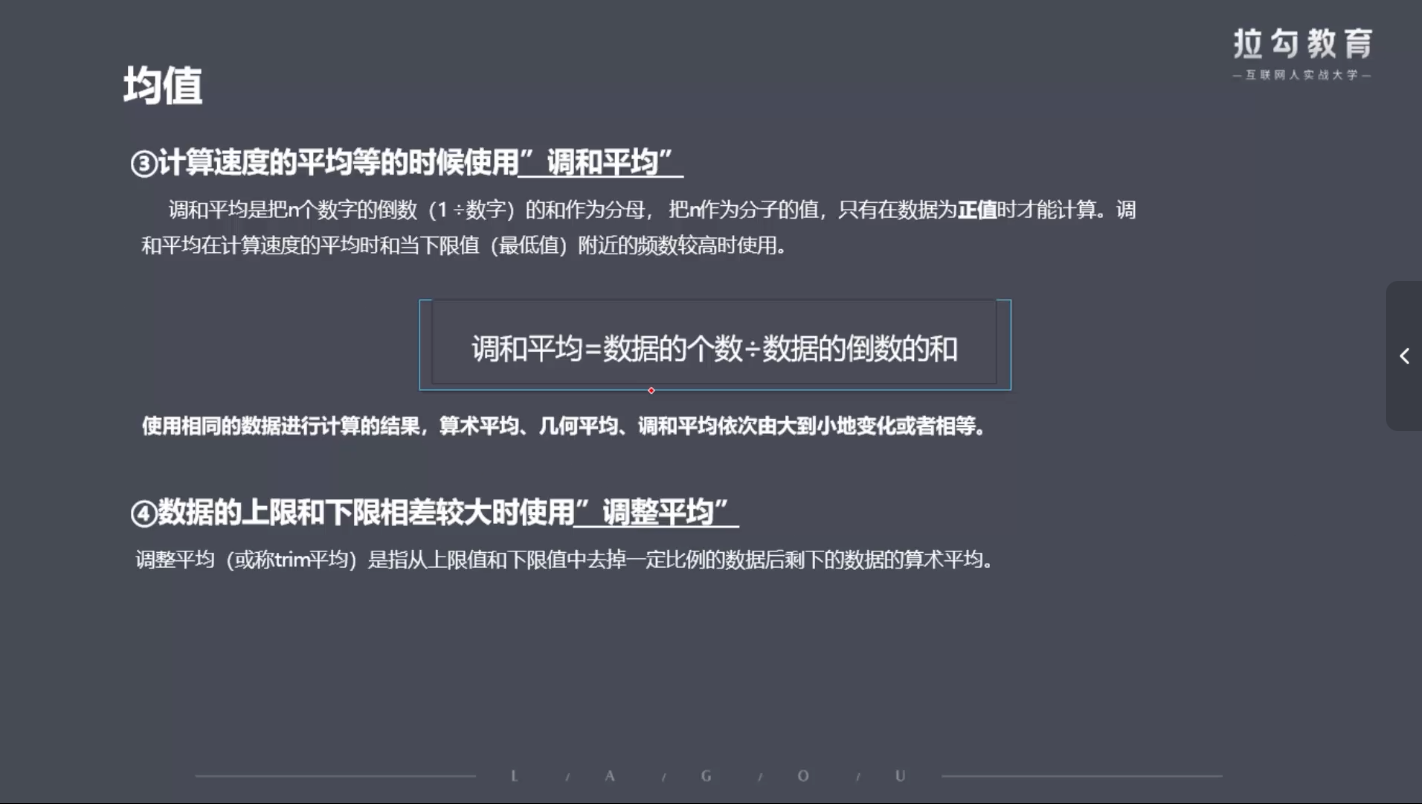 拉勾教育
—互联网人实战大学—
均值
③计算速度的平均等的时候使用” 调和平均”
调和平均是把n个数字的倒数（1÷数字）的和作为分母， 把n作为分子的值，只有在数据为正值时才能计算。调
和平均在计算速度的平均时和当下限值（最低值）附近的频数较高时使用。
调和平均=数据的个数÷数据的倒数的和
使用相同的数据进行计算的结果，算术平均、几何平均、调和平均依次由大到小地变化或者相等。
④数据的上限和下限相差较大时使用” 调整平均”
调整平均（或称trim平均）是指从上限值和下限值中去掉一定比例的数据后剩下的数据的算术平均。
L / A / G / O / U